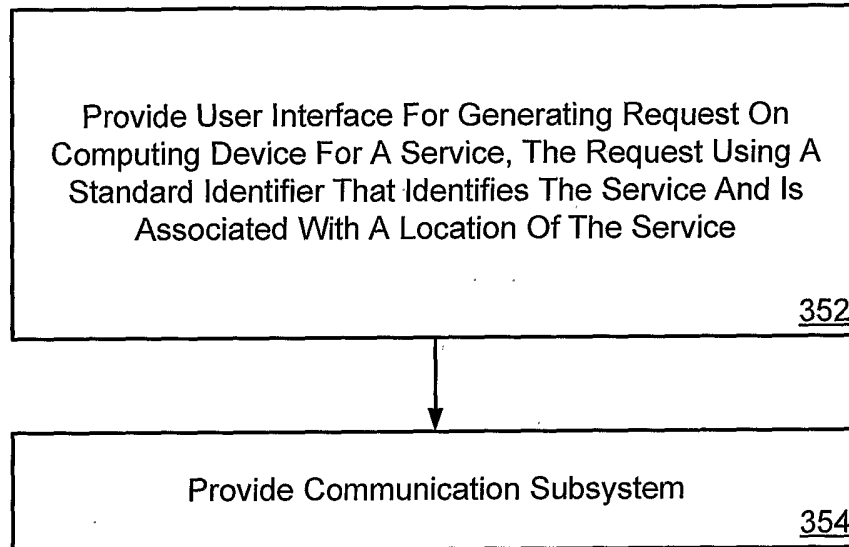 Provide User Interface For Generating Request On
Computing Device For A Service, The Request Using A
Standard Identifier That Identifies The Service And Is
Associated With A Location Of The Service
352
Provide Communication Subsystem
354